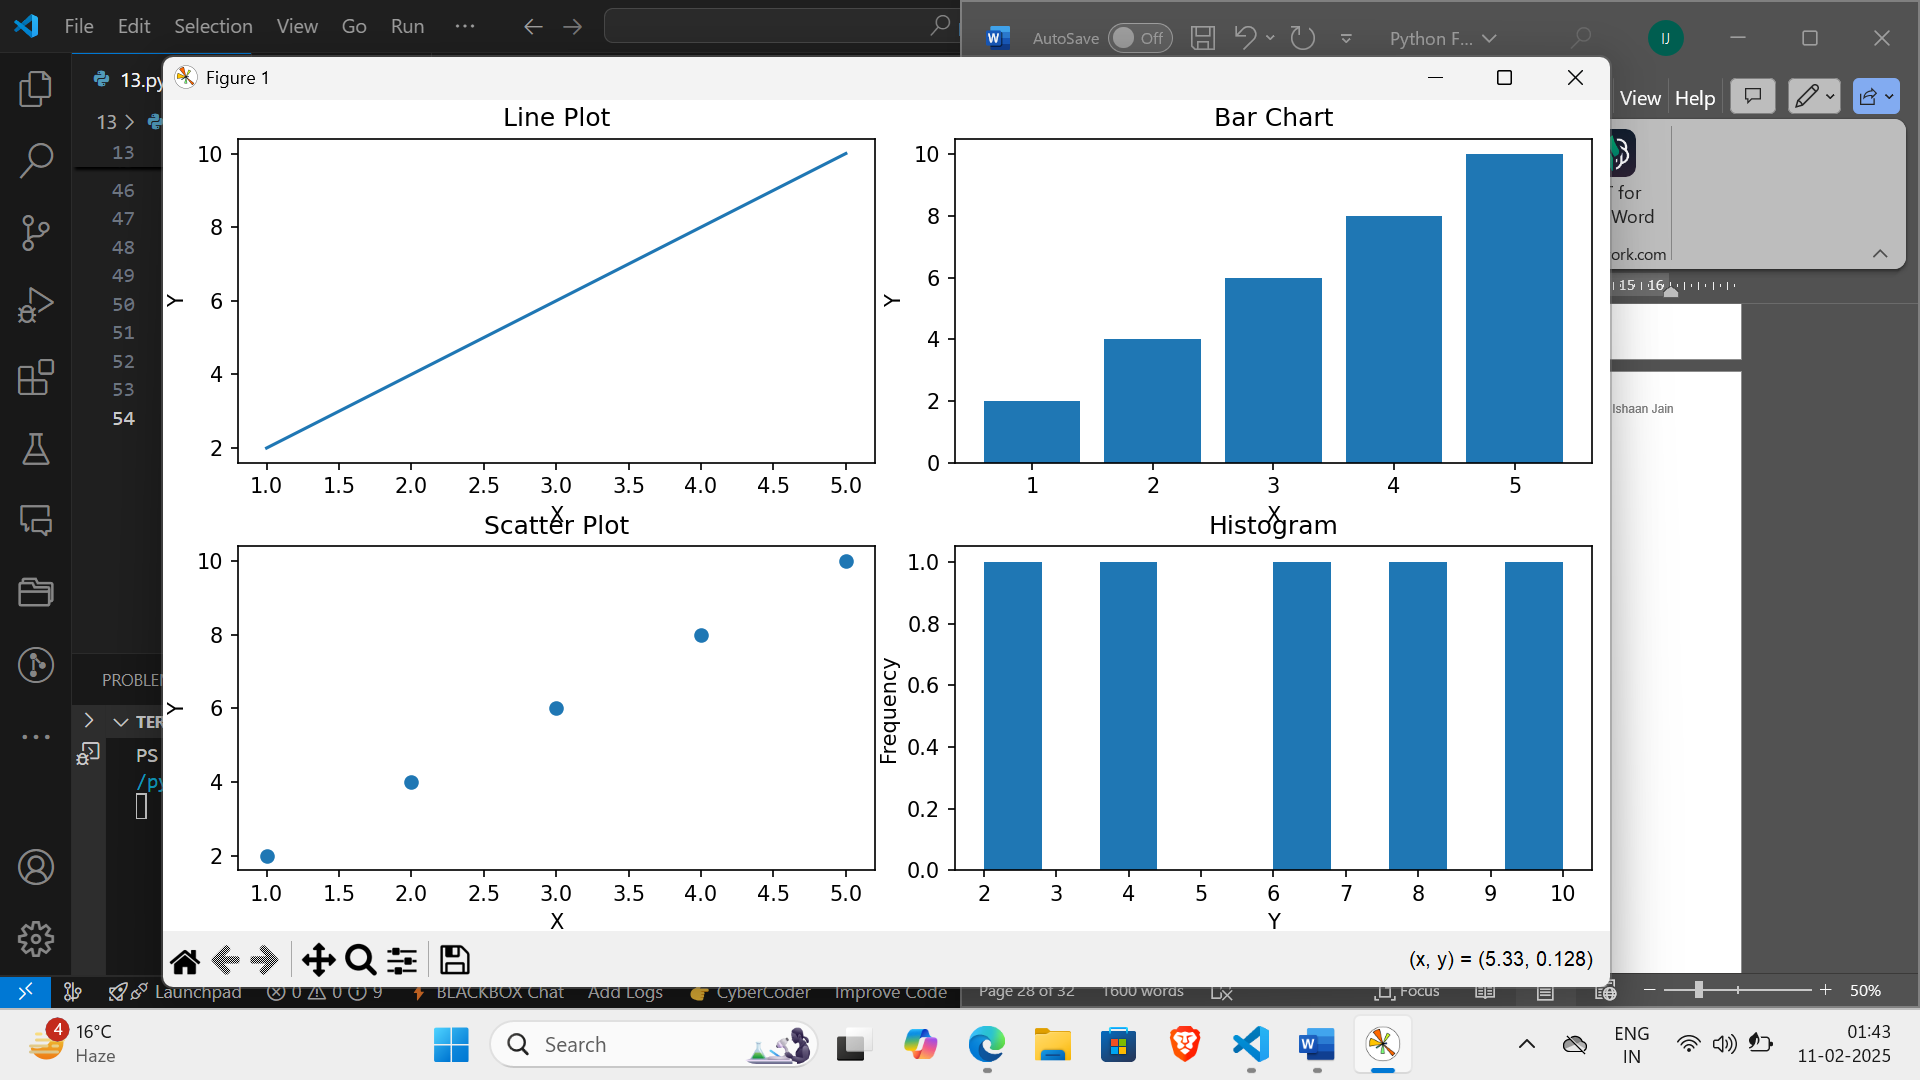 File Edit Selection View Go Run ···
AutoSave Off Python F... IJ
13.py
Figure 1
View Help
13
13
46
47
48
49
50
51
52
53
54
for
Word
ork.com
15 16
Ishaan Jain
Line Plot
10
8
6
4
2
Y
1.0 1.5 2.0 2.5 3.0 3.5 4.0 4.5 5.0
X
Bar Chart
10
8
6
4
2
0
Y
1 2 3 4 5
X
Scatter Plot
10
8
6
4
2
Y
1.0 1.5 2.0 2.5 3.0 3.5 4.0 4.5 5.0
X
Histogram
1.0
0.8
0.6
0.4
0.2
0.0
Frequency
2 3 4 5 6 7 8 9 10
Y
PROBLE
TER
PS
/py
(x, y) = (5.33, 0.128)
Launchpad 0 0 9 BLACKBOX Chat Add Logs CyberCoder Improve Code
Page 28 of 32 1600 words Focus 50%
4 16°C
Haze
Search
ENG
IN
01:43
11-02-2025